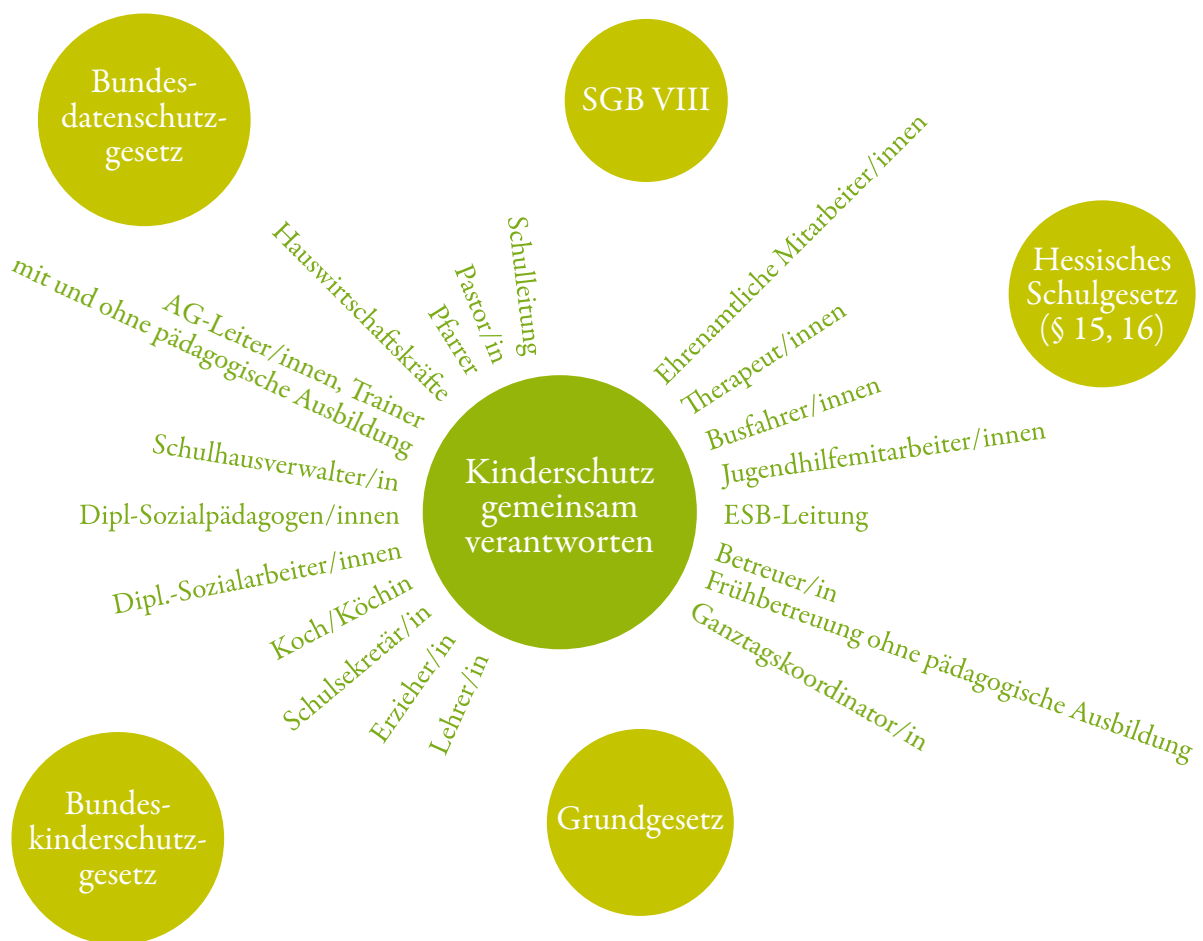 Bundes-
datenschutz-
gesetz
SGB VIII
Hessisches
Schulgesetz
(§ 15, 16)
mit und ohne pädagogische Ausbildung
AG-Leiter/innen, Trainer
Hauswirtschaftskräfte
Pfarrer
Pastor/in
Schulleitung
Ehrenamtliche Mitarbeiter/innen
Therapeut/innen
Busfahrer/innen
Jugendhilfemitarbeiter/innen
ESB-Leitung
Betreuer/in
Frühbetreuung ohne pädagogische Ausbildung
Ganztagskoordinator/in
Kinderschutz
gemeinsam
verantworten
Schulhausverwalter/in
Dipl-Sozialpädagogen/innen
Dipl.-Sozialarbeiter/innen
Koch/Köchin
Schulsekretär/in
Erzieher/in
Lehrer/in
Bundes-
kinderschutz-
gesetz
Grundgesetz